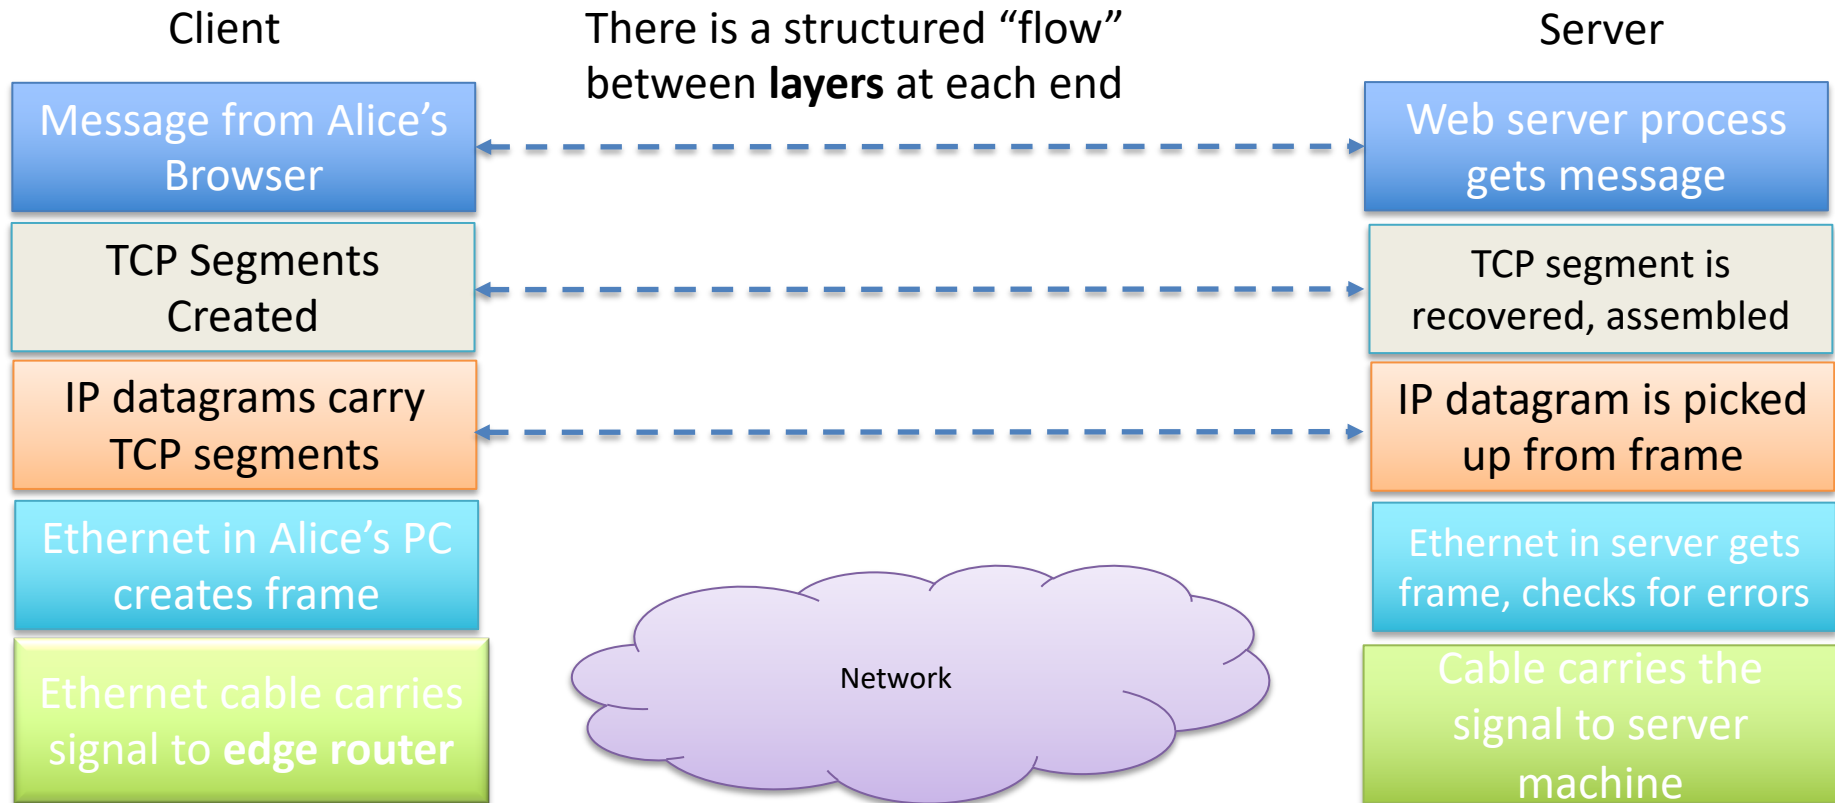 Client
There is a structured “flow”
between layers at each end
Server
Message from Alice’s
Browser
Web server process
gets message
TCP Segments
Created
TCP segment is
recovered, assembled
IP datagrams carry
TCP segments
IP datagram is picked
up from frame
Ethernet in Alice’s PC
creates frame
Ethernet in server gets
frame, checks for errors
Ethernet cable carries
signal to edge router
Network
Cable carries the
signal to server
machine